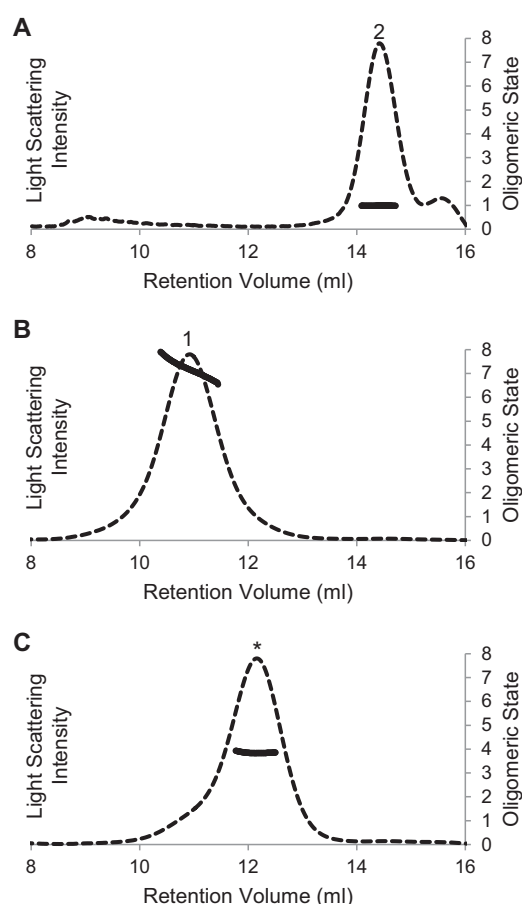 A
2
Light Scattering
Intensity
8
7
6
5
4
3
2
1
0
Oligomeric State
8 10 12 14 16
Retention Volume (ml)
B
1
Light Scattering
Intensity
8
7
6
5
4
3
2
1
0
Oligomeric State
8 10 12 14 16
Retention Volume (ml)
C
*
Light Scattering
Intensity
8
7
6
5
4
3
2
1
0
Oligomeric State
8 10 12 14 16
Retention Volume (ml)